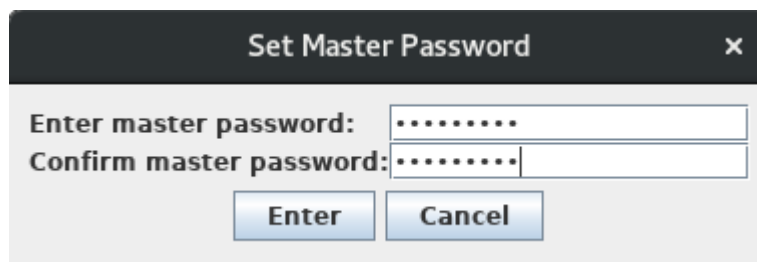 Set Master Password ×
Enter master password: •••••••••
Confirm master password: •••••••••
Enter Cancel